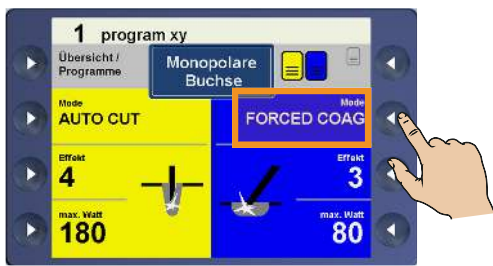 1 program xy
Übersicht /
Programme
Monopolare
Buchse
Mode
AUTO CUT
Mode
FORCED COAG
Effekt
4
Effekt
3
max. Watt
180
max. Watt
80